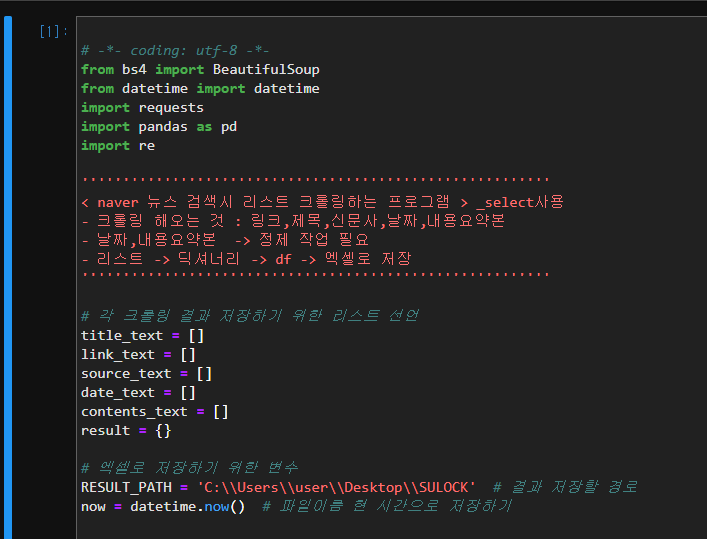 [1]:
# -*- coding: utf-8 -*-
from bs4 import BeautifulSoup
from datetime import datetime
import requests
import pandas as pd
import re
'''''''''''''''''''''''''''''''''''''''''''''''''''''''''
< naver 뉴스 검색시 리스트 크롤링하는 프로그램 > _select사용
- 크롤링 해오는 것 : 링크,제목,신문사,날짜,내용요약본
- 날짜,내용요약본  -> 정제 작업 필요
- 리스트 -> 딕셔너리 -> df -> 엑셀로 저장
'''''''''''''''''''''''''''''''''''''''''''''''''''''''''
# 각 크롤링 결과 저장하기 위한 리스트 선언
title_text = []
link_text = []
source_text = []
date_text = []
contents_text = []
result = {}
# 엑셀로 저장하기 위한 변수
RESULT_PATH = 'C:\\Users\\user\\Desktop\\SULOCK'  # 결과 저장할 경로
now = datetime.now()  # 파일이름 현 시간으로 저장하기